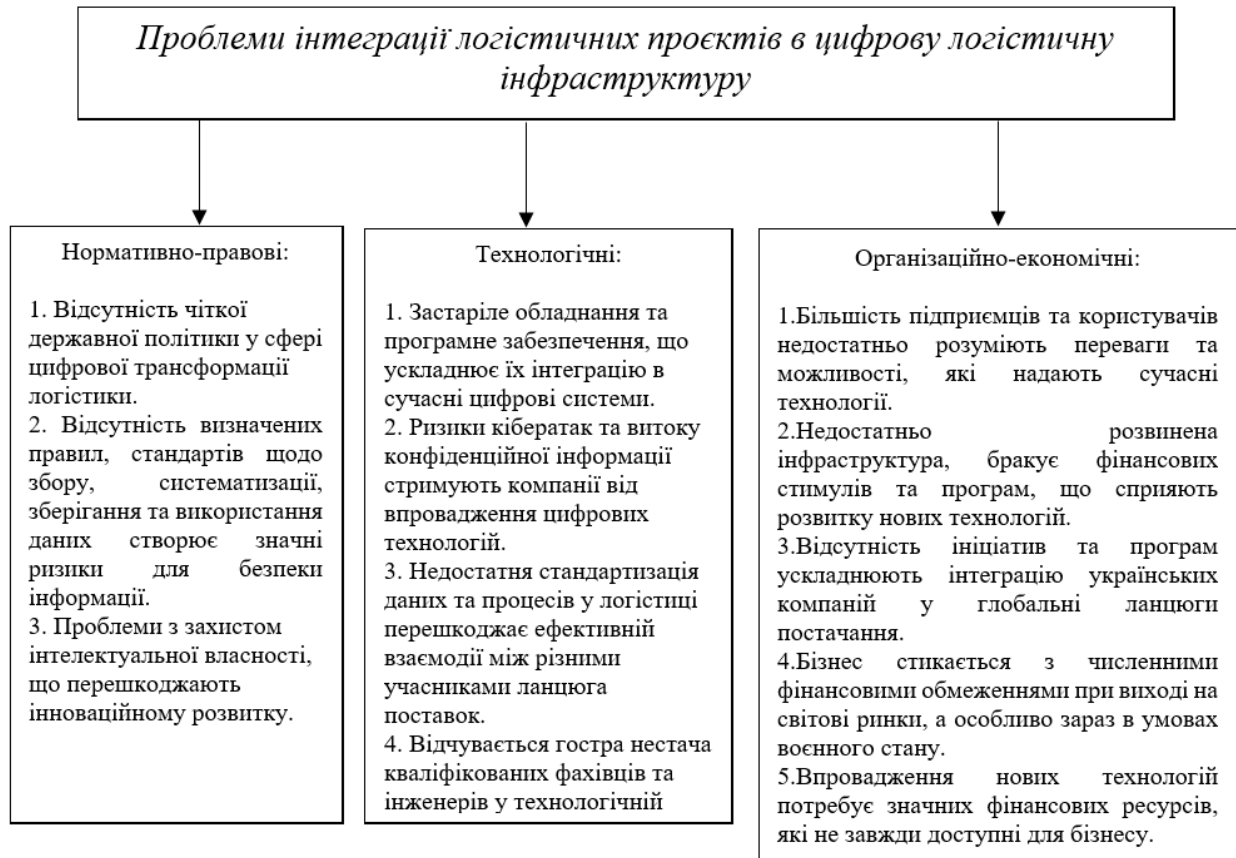 Проблеми інтеграції логістичних проєктів в цифрову логістичну
інфраструктуру
Нормативно-правові:
1. Відсутність чіткої
державної політики у сфері
цифрової трансформації
логістики.
2. Відсутність визначених
правил, стандартів щодо
збору, систематизації,
зберігання та використання
даних створює значні
ризики для безпеки
інформації.
3. Проблеми з захистом
інтелектуальної власності,
що перешкоджають
інноваційному розвитку.
Технологічні:
1. Застаріле обладнання та
програмне забезпечення, що
ускладнює їх інтеграцію в
сучасні цифрові системи.
2. Ризики кібератак та витоку
конфіденційної інформації
стримують компанії від
впровадження цифрових
технологій.
3. Недостатня стандартизація
даних та процесів у логістиці
перешкоджає ефективній
взаємодії між різними
учасниками ланцюга
поставок.
4. Відчувається гостра нестача
кваліфікованих фахівців та
інженерів у технологічній
Організаційно-економічні:
1.Більшість підприємців та користувачів
недостатньо розуміють переваги та
можливості, які надають сучасні
технології.
2.Недостатньо розвинена
інфраструктура, бракує фінансових
стимулів та програм, що сприяють
розвитку нових технологій.
3.Відсутність ініціатив та програм
ускладнюють інтеграцію українських
компаній у глобальні ланцюги
постачання.
4.Бізнес стикається з численними
фінансовими обмеженнями при виході на
світові ринки, а особливо зараз в умовах
воєнного стану.
5.Впровадження нових технологій
потребує значних фінансових ресурсів,
які не завжди доступні для бізнесу.